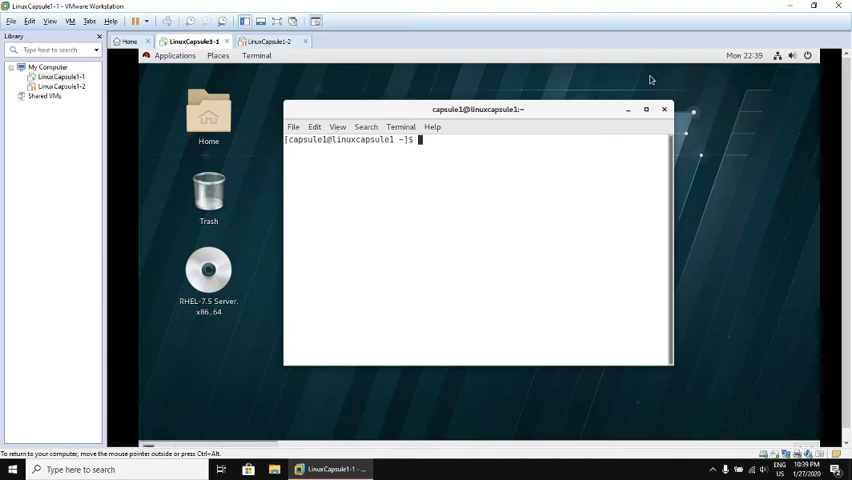 LinuxCapsule1-1 - VMware Workstation
File Edit View VM Tabs Help
Type here to search
Home LinuxCapsule1-1 LinuxCapsule1-2
My Computer
LinuxCapsule1-1
LinuxCapsule1-2
Shared VMs
Library
Applications Places Terminal Mon 22:39
Home
Trash
RHEL-7.5 Server.
x86_64
capsule1@linuxcapsule1:~
File Edit View Search Terminal Help
[capsule1@linuxcapsule1 ~]$
To return to your computer, move the mouse pointer outside or press Ctrl+Alt.
Type here to search
LinuxCapsule1-1 - ...
ENG
US
10:39 PM
1/27/2020
2